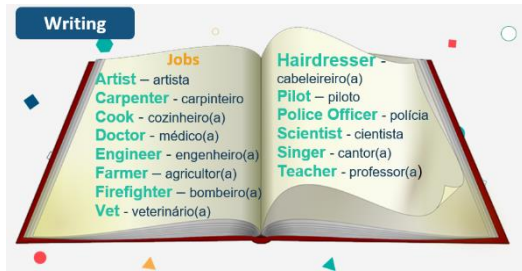 Writing
Jobs
Artist – artista
Carpenter - carpinteiro
Cook - cozinheiro(a)
Doctor - médico(a)
Engineer - engenheiro(a)
Farmer – agricultor(a)
Firefighter – bombeiro(a)
Vet - veterinário(a)
Hairdresser -
cabeleireiro(a)
Pilot – piloto
Police Officer - polícia
Scientist - cientista
Singer - cantor(a)
Teacher - professor(a)